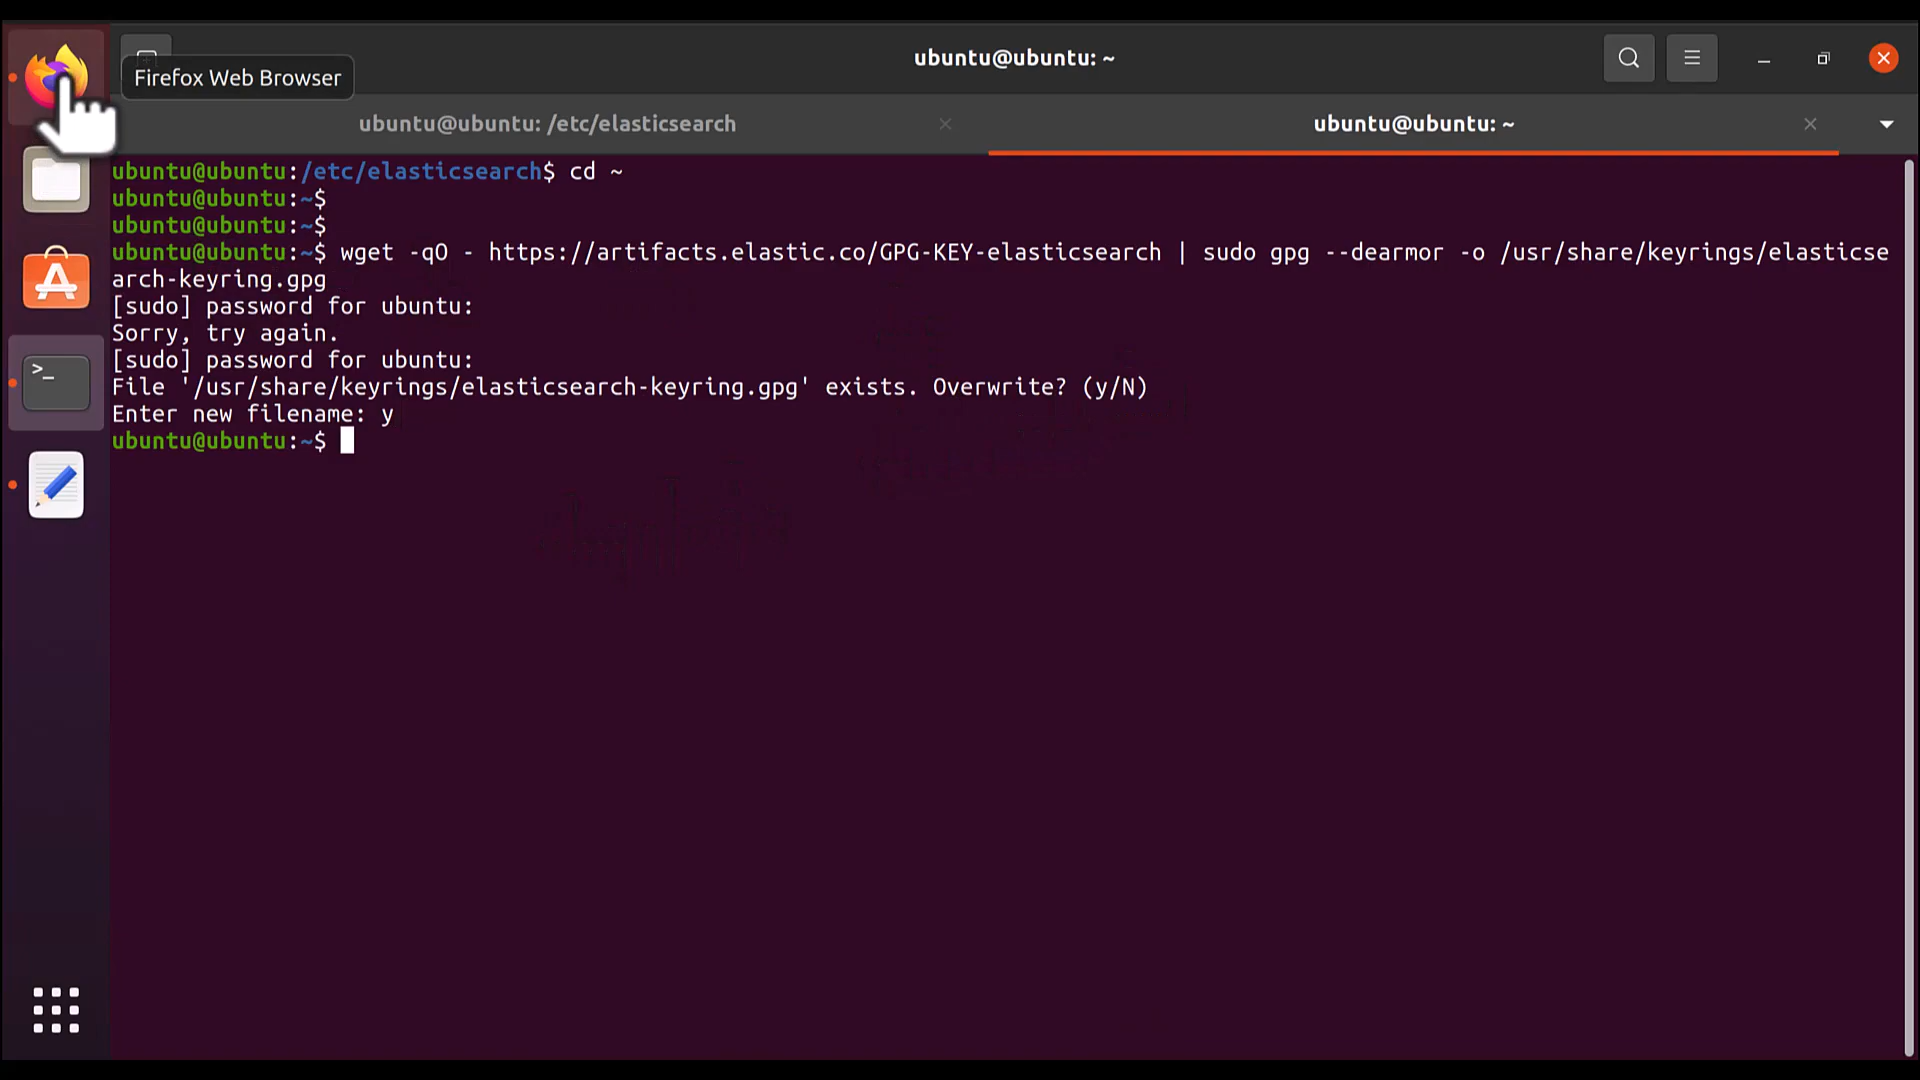 ubuntu@ubuntu: ~
Firefox Web Browser
ubuntu@ubuntu: /etc/elasticsearch
ubuntu@ubuntu: ~
ubuntu@ubuntu:/etc/elasticsearch$ cd ~
ubuntu@ubuntu:~$
ubuntu@ubuntu:~$
ubuntu@ubuntu:~$ wget -qO - https://artifacts.elastic.co/GPG-KEY-elasticsearch | sudo gpg --dearmor -o /usr/share/keyrings/elasticse
arch-keyring.gpg
[sudo] password for ubuntu:
Sorry, try again.
[sudo] password for ubuntu:
File '/usr/share/keyrings/elasticsearch-keyring.gpg' exists. Overwrite? (y/N)
Enter new filename: y
ubuntu@ubuntu:~$